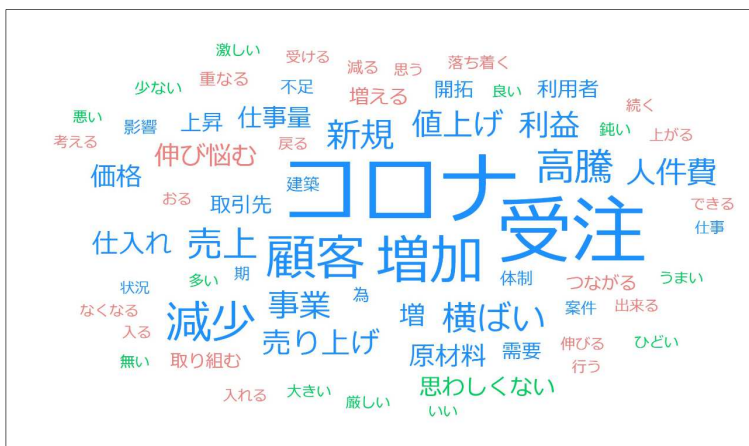 激しい 受ける 減る 思う 落ち着く
少ない 重なる 不足 増える 開拓 良い 利用者 続く
悪い 影響 上昇 仕事量 新規 値上げ 利益 鈍い 上がる
考える 伸び悩む 戻る 高騰 人件費
価格 おる 取引先 建築 コロナ 受注 できる
仕入れ 売上 顧客 増加 仕事
状況 多い 期 体制 つながる うまい
なくなる 減少 事業 為 増 横ばい 案件 出来る
入る 売り上げ 原材料 需要 伸びる ひどい
無い 取り組む 行う
入れる 大きい 厳しい 思わしくない
いい